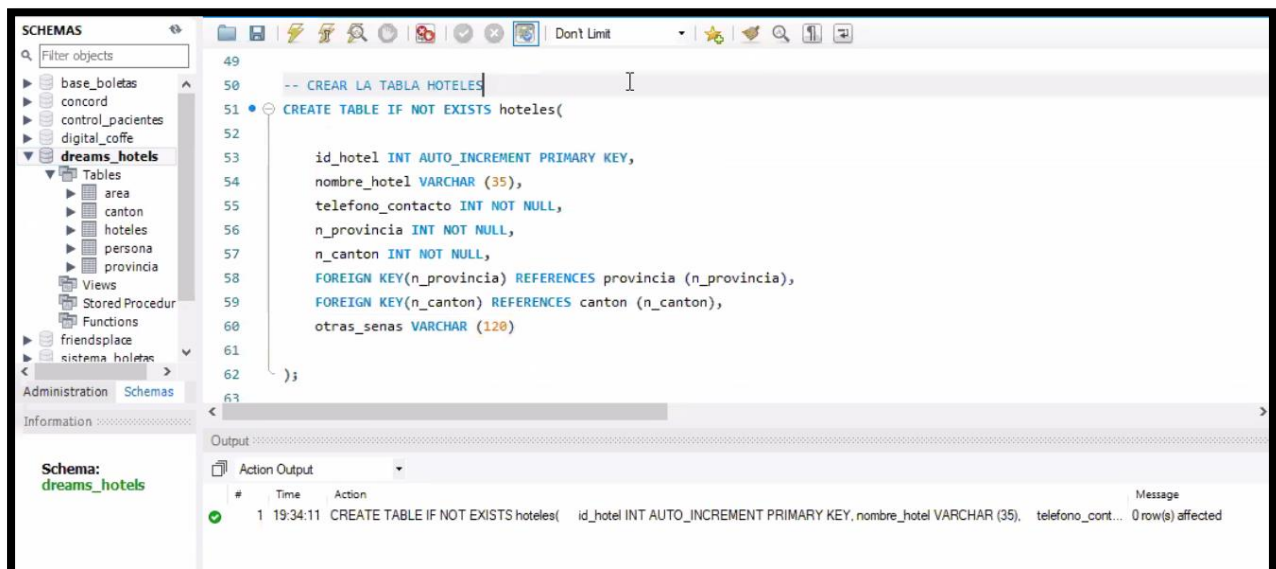 SCHEMAS
Filter objects
base_boletas
concord
control_pacientes
digital_coffe
dreams_hotels
Tables
area
canton
hoteles
persona
provincia
Views
Stored Procedur
Functions
friendsplace
sistema_boletas
Administration Schemas
Information
Schema:
dreams_hotels
Don't Limit
49
50 -- CREAR LA TABLA HOTELES
51 CREATE TABLE IF NOT EXISTS hoteles(
52
53 id_hotel INT AUTO_INCREMENT PRIMARY KEY,
54 nombre_hotel VARCHAR (35),
55 telefono_contacto INT NOT NULL,
56 n_provincia INT NOT NULL,
57 n_canton INT NOT NULL,
58 FOREIGN KEY(n_provincia) REFERENCES provincia (n_provincia),
59 FOREIGN KEY(n_canton) REFERENCES canton (n_canton),
60 otras_senas VARCHAR (120)
61
62 );
63
Output
Action Output
# Time Action Message
1 19:34:11 CREATE TABLE IF NOT EXISTS hoteles( id_hotel INT AUTO_INCREMENT PRIMARY KEY, nombre_hotel VARCHAR (35), telefono_cont... 0 row(s) affected